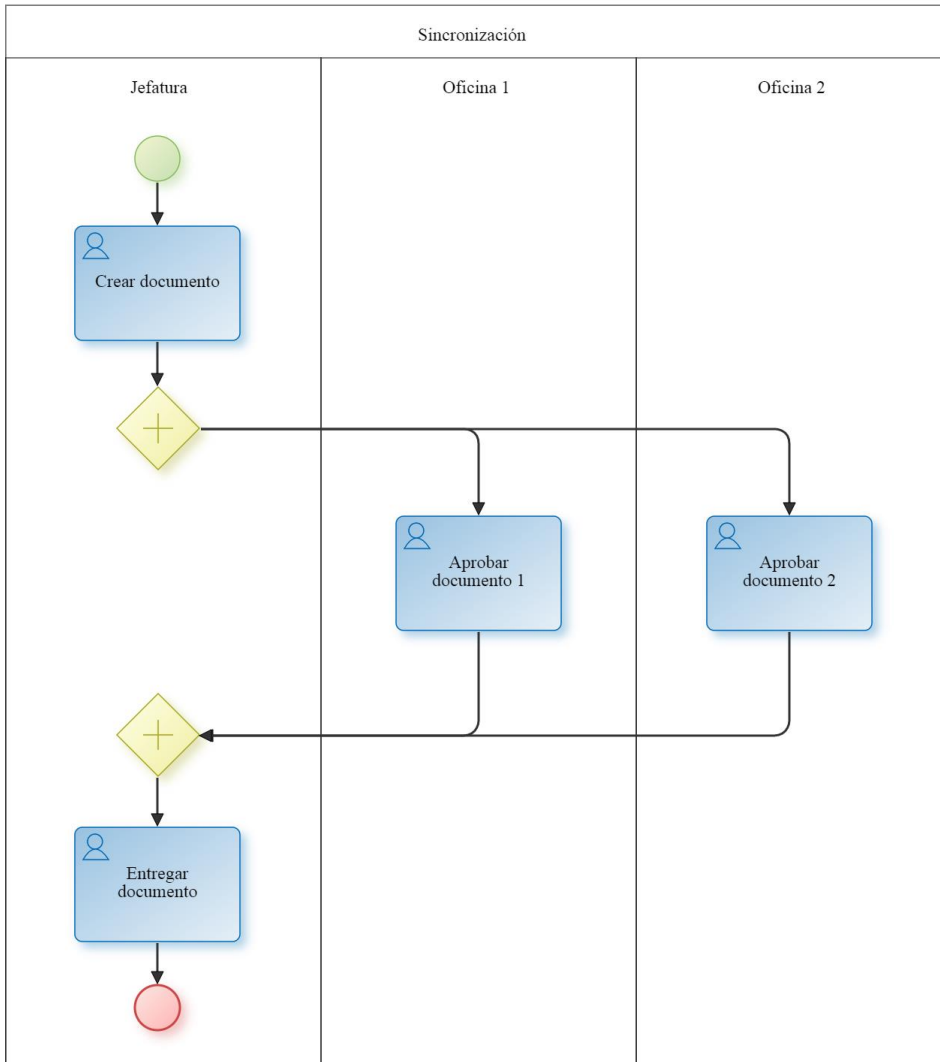 Sincronización
Jefatura
Oficina 1
Oficina 2
Crear documento
Aprobar
documento 1
Aprobar
documento 2
Entregar
documento